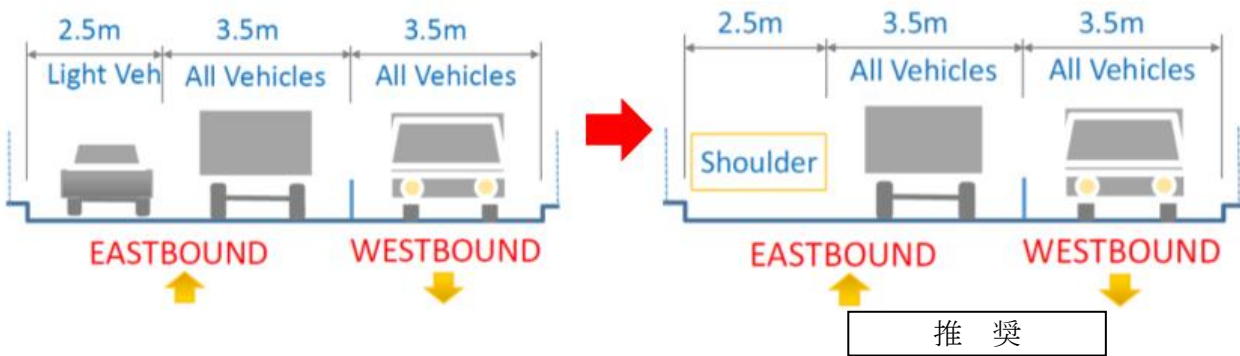 2.5m 3.5m 3.5m
Light Veh All Vehicles All Vehicles
EASTBOUND WESTBOUND
2.5m 3.5m 3.5m
All Vehicles All Vehicles
Shoulder
EASTBOUND WESTBOUND
推 奨